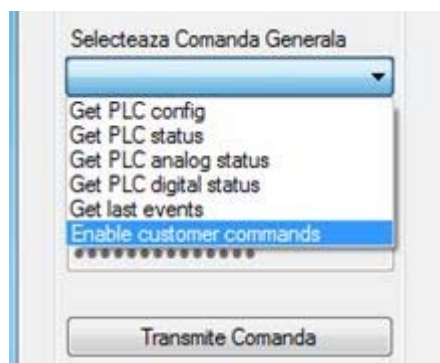 Selecteaza Comanda Generala
Get PLC config
Get PLC status
Get PLC analog status
Get PLC digital status
Get last events
Enable customer commands
Transmite Comanda